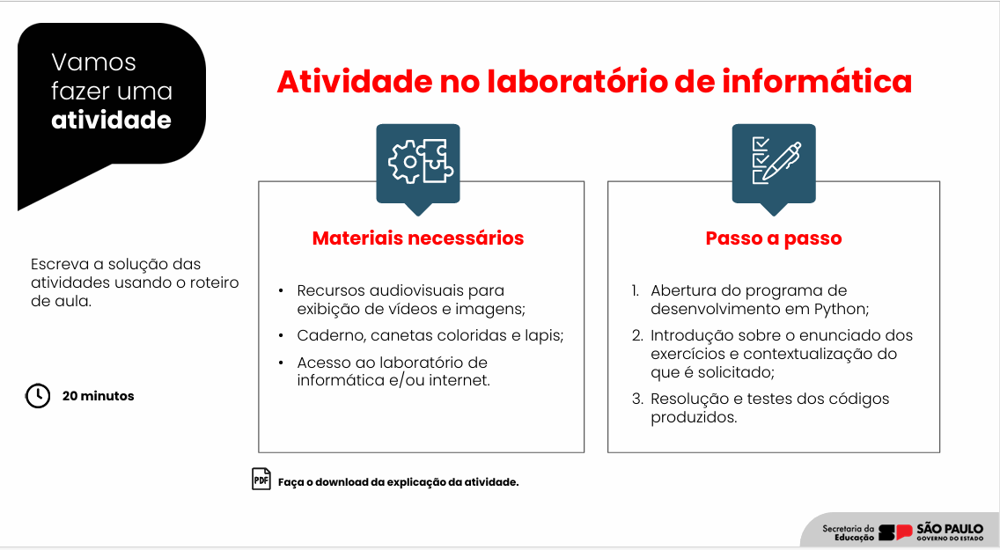 Vamos
fazer uma
atividade
Atividade no laboratório de informática
Escreva a solução das
atividades usando o roteiro
de aula.
20 minutos
Materiais necessários
• Recursos audiovisuais para
exibição de vídeos e imagens;
• Caderno, canetas coloridas e lapis;
• Acesso ao laboratório de
informática e/ou internet.
Passo a passo
1. Abertura do programa de
desenvolvimento em Python;
2. Introdução sobre o enunciado dos
exercícios e contextualização do
que é solicitado;
3. Resolução e testes dos códigos
produzidos.
PDF
Faça o download da explicação da atividade.
Secretaria da
Educação
SÃO PAULO
GOVERNO DO ESTADO